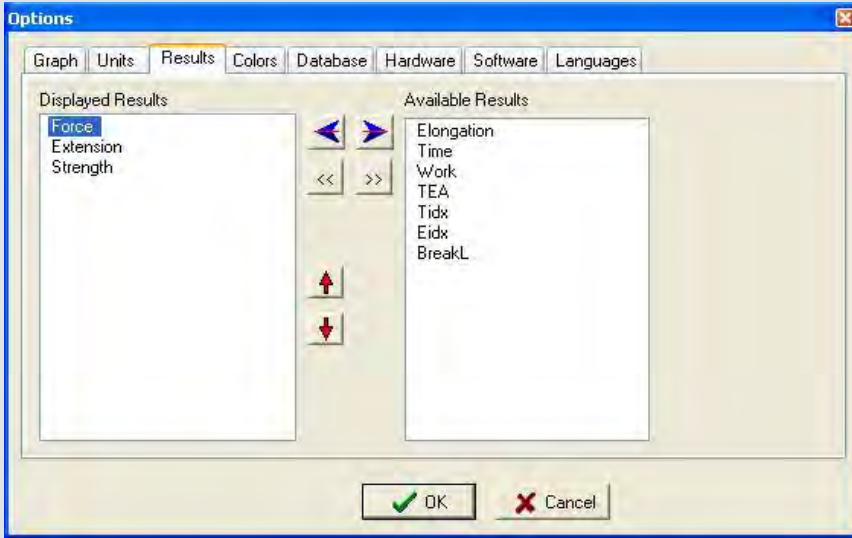 Options
Graph Units Results Colors Database Hardware Software Languages
Displayed Results
Force
Extension
Strength
<< >>
Available Results
Elongation
Time
Work
TEA
Tidx
Eidx
BreakL
OK Cancel